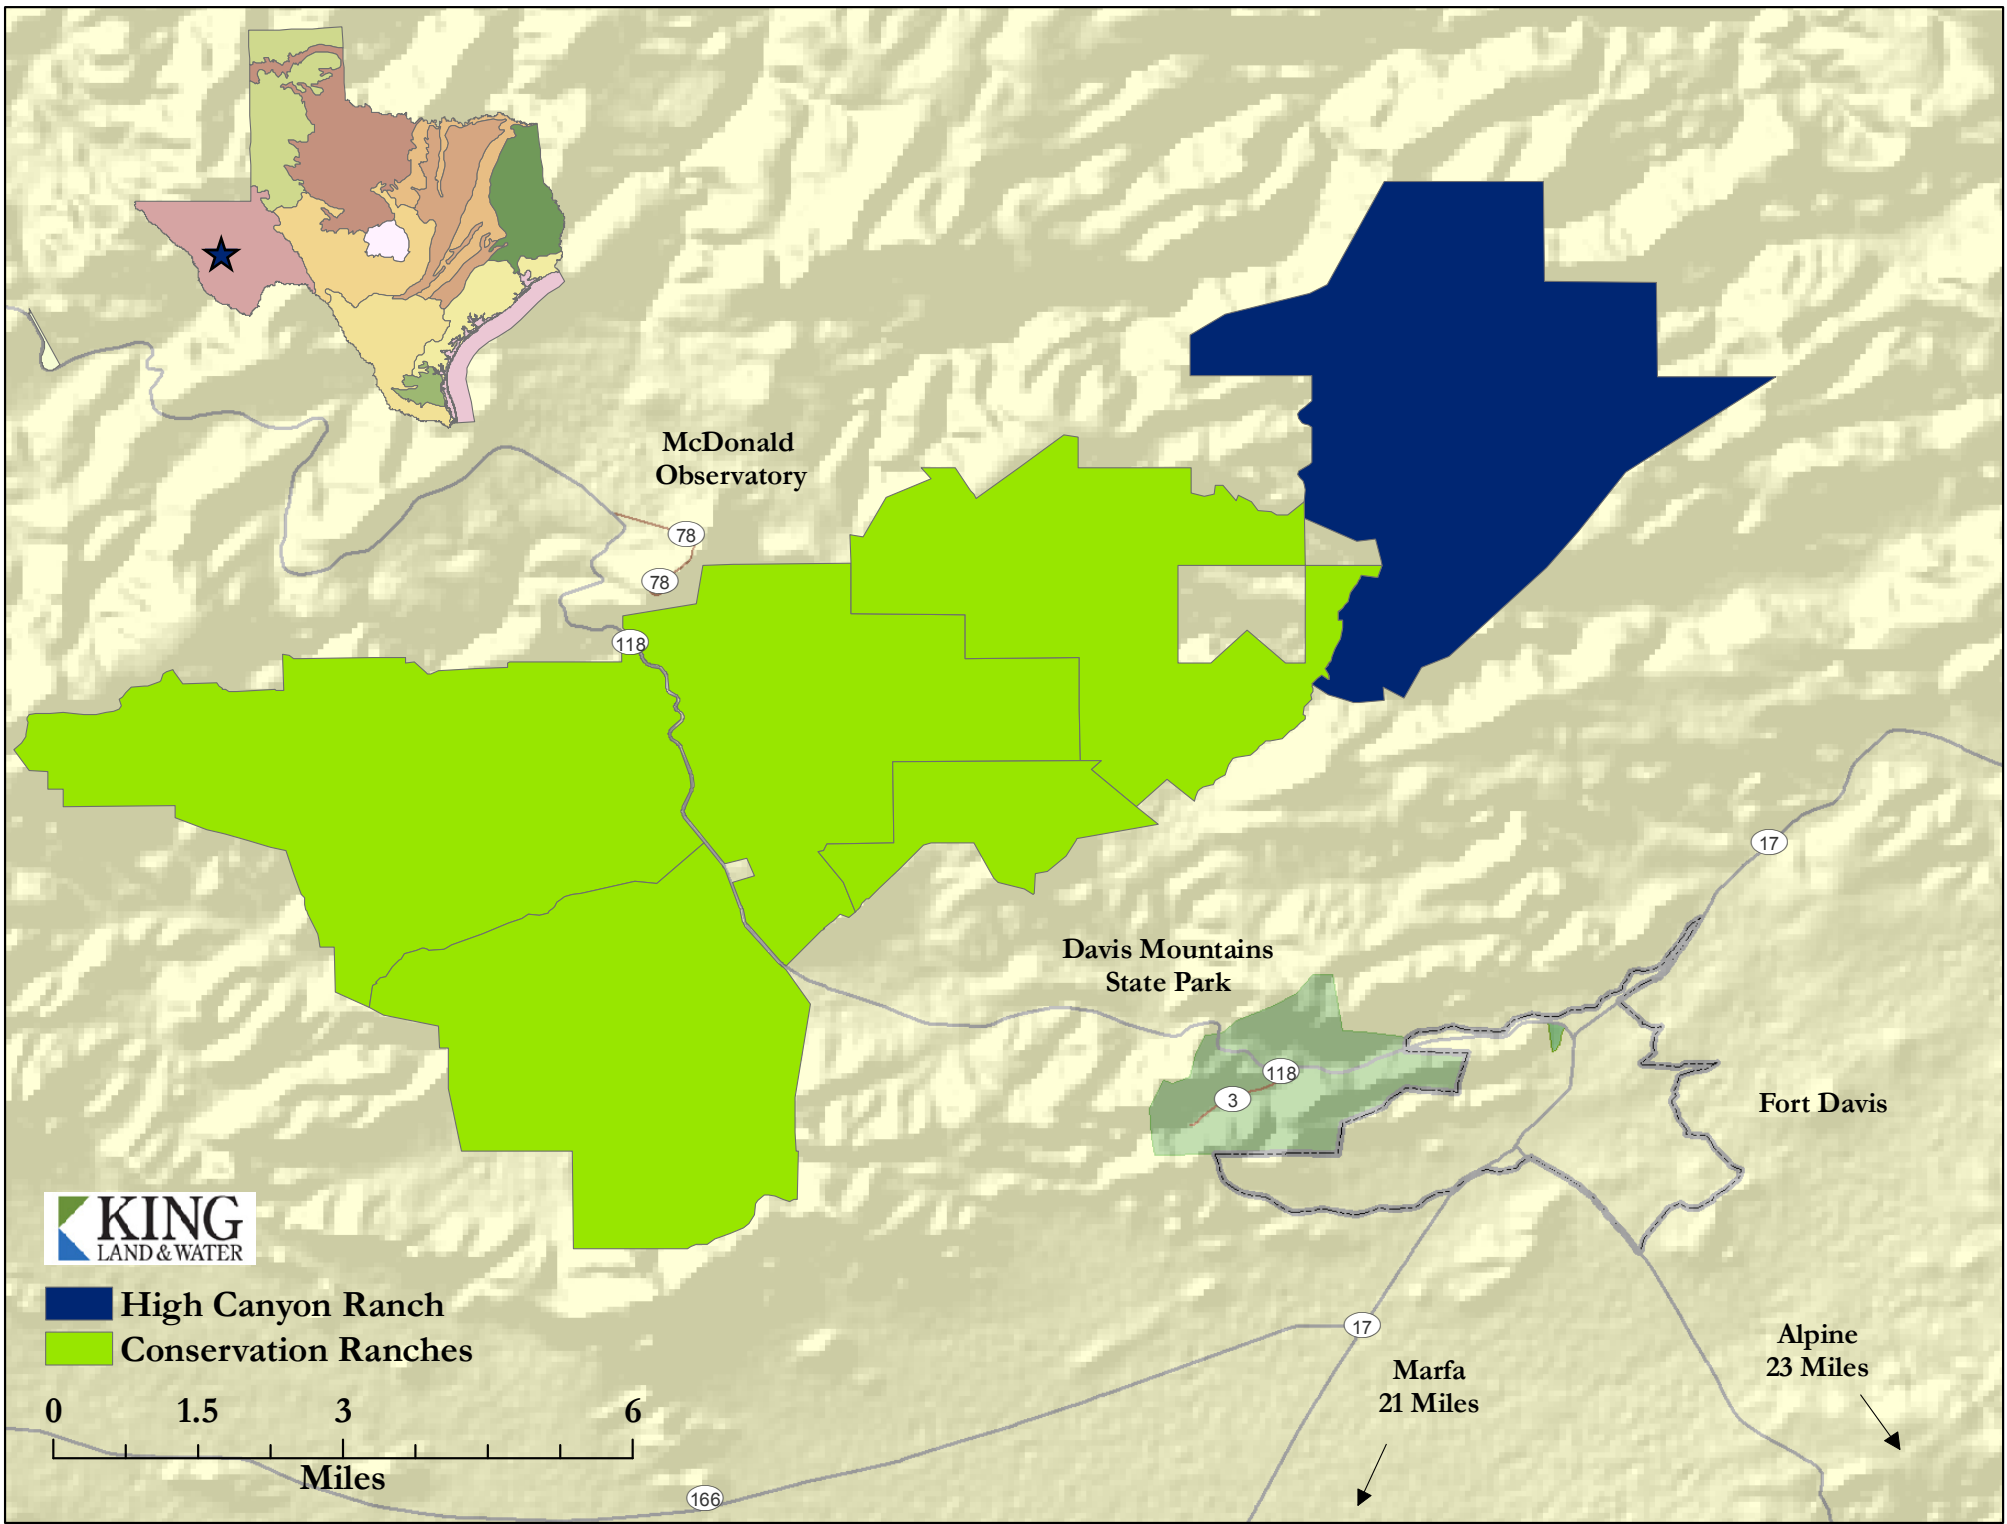 McDonald
Observatory
78
78
118
17
Davis Mountains
State Park
118
3
Fort Davis
KING
LAND & WATER
High Canyon Ranch
Conservation Ranches
17
Alpine
23 Miles
Marfa
21 Miles
0 1.5 3 6
Miles
166